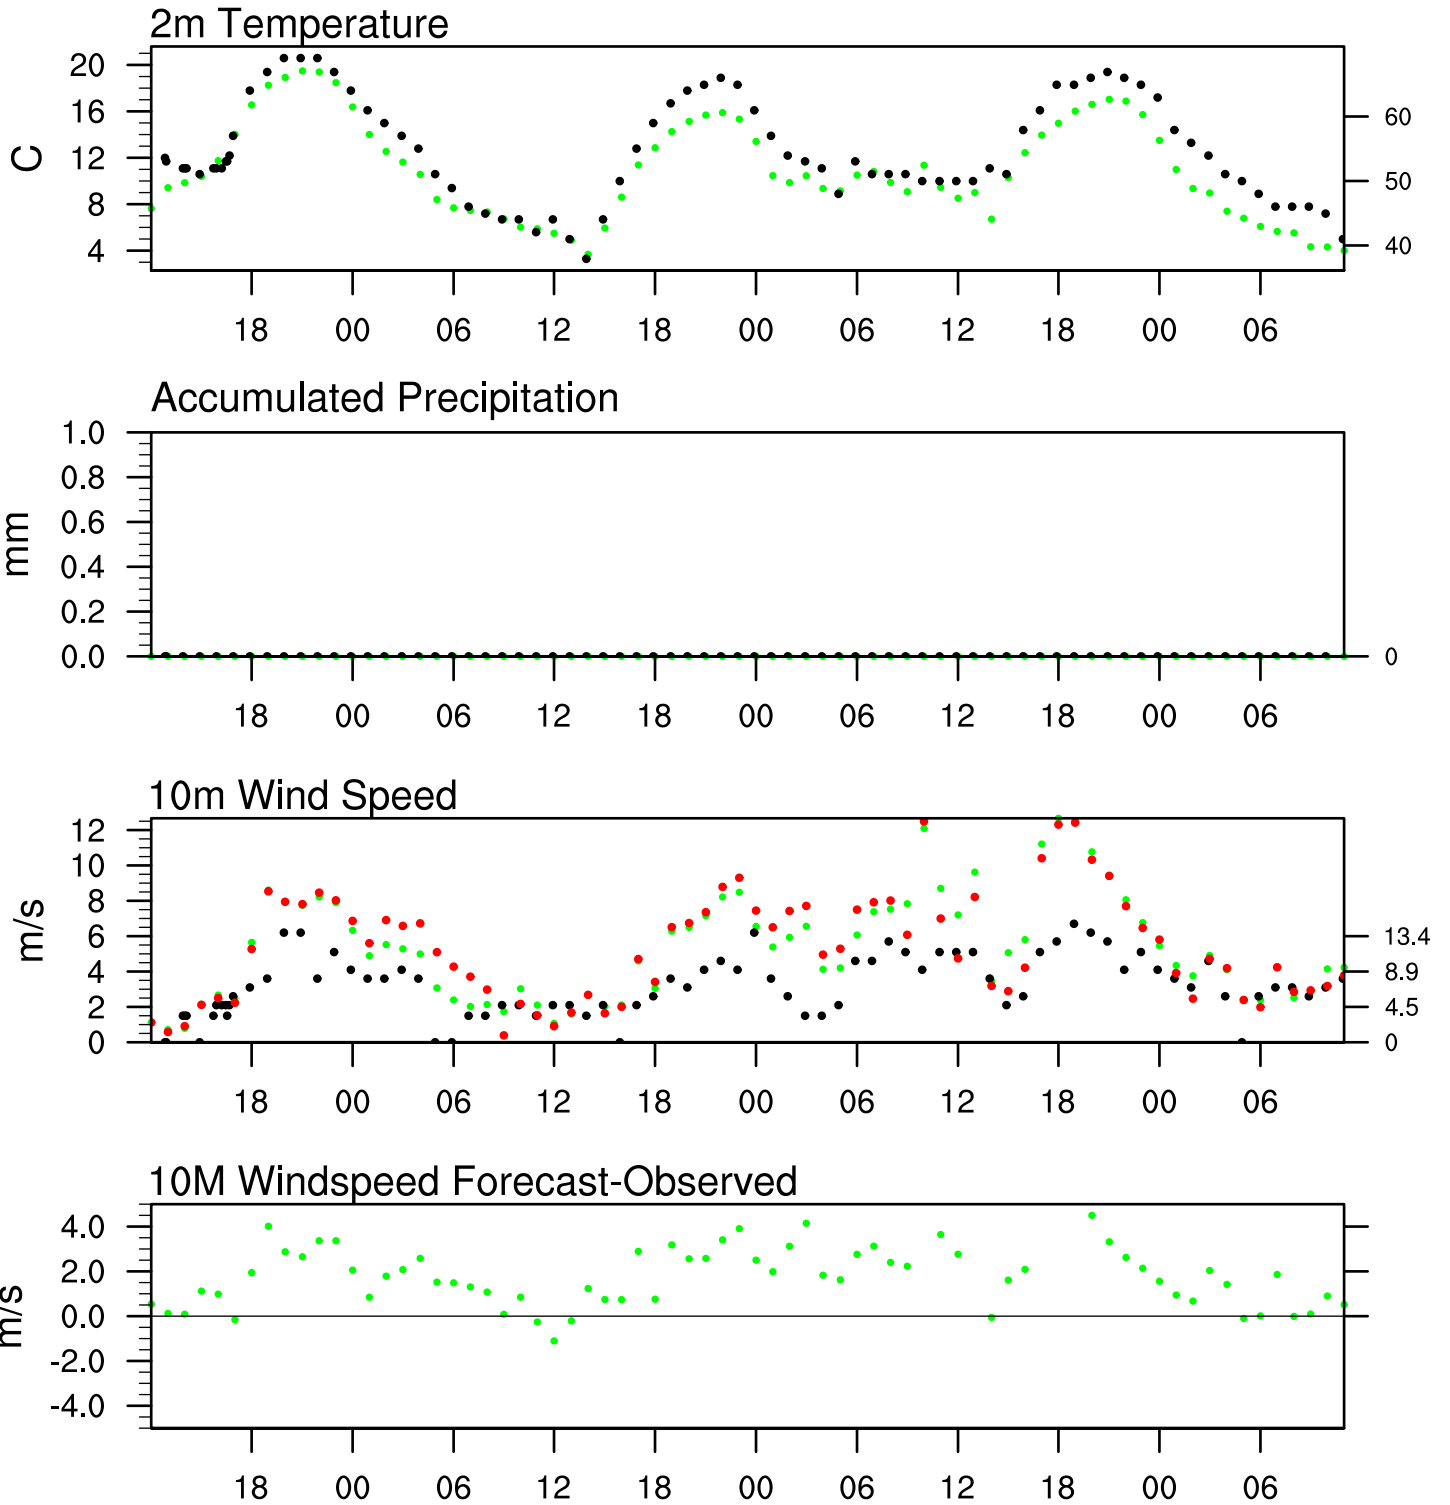 2m Temperature
20
16
12
8
4
C
60
50
40
18 00 06 12 18 00 06 12 18 00 06
Accumulated Precipitation
1.0
0.8
0.6
0.4
0.2
0.0
mm
0
18 00 06 12 18 00 06 12 18 00 06
10m Wind Speed
12
10
8
6
4
2
0
m/s
13.4
8.9
4.5
0
18 00 06 12 18 00 06 12 18 00 06
10M Windspeed Forecast-Observed
4.0
2.0
0.0
-2.0
-4.0
m/s
18 00 06 12 18 00 06 12 18 00 06